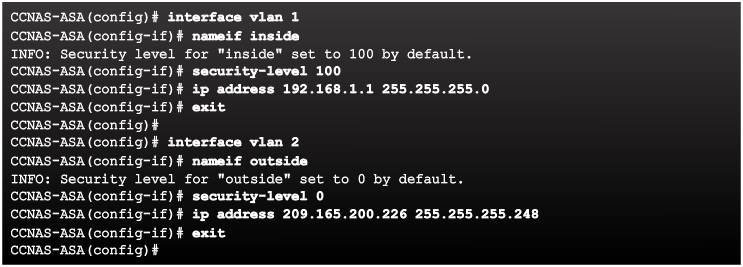 CCNAS-ASA(config)# interface vlan 1
CCNAS-ASA(config-if)# nameif inside
INFO: Security level for "inside" set to 100 by default.
CCNAS-ASA(config-if)# security-level 100
CCNAS-ASA(config-if)# ip address 192.168.1.1 255.255.255.0
CCNAS-ASA(config-if)# exit
CCNAS-ASA(config)#
CCNAS-ASA(config)# interface vlan 2
CCNAS-ASA(config-if)# nameif outside
INFO: Security level for "outside" set to 0 by default.
CCNAS-ASA(config-if)# security-level 0
CCNAS-ASA(config-if)# ip address 209.165.200.226 255.255.255.248
CCNAS-ASA(config-if)# exit
CCNAS-ASA(config)#